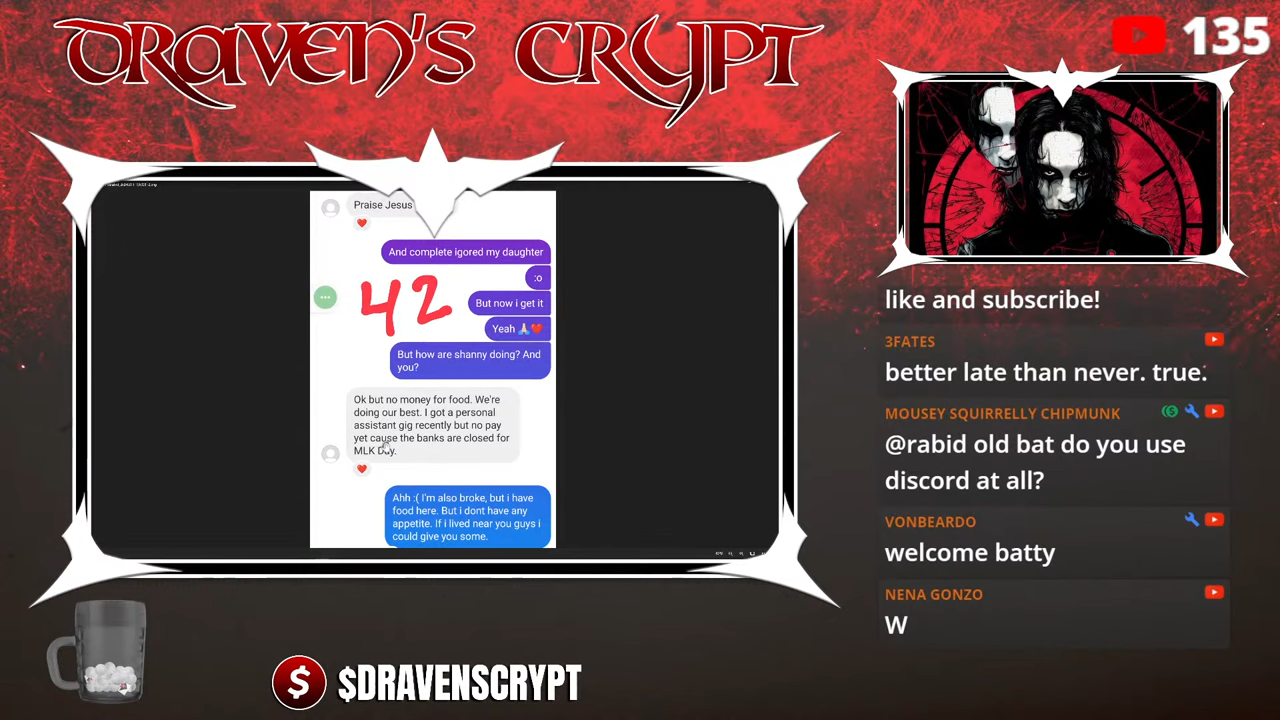 DRAVEN'S CRYPT
135
Praise Jesus
And complete igored my daughter
:o
42
But now i get it
Yeah 🙏❤️
But how are shanny doing? And
you?
Ok but no money for food. We're
doing our best. I got a personal
assistant gig recently but no pay
yet cause the banks are closed for
MLK Day.
Ahh :( I'm also broke, but i have
food here. But i dont have any
appetite. If i lived near you guys i
could give you some.
like and subscribe!
3FATES
better late than never. true.
MOUSEY SQUIRRELLY CHIPMUNK
@rabid old bat do you use
discord at all?
VONBEARDO
welcome batty
NENA GONZO
W
$ $DRAVENSCRYPT